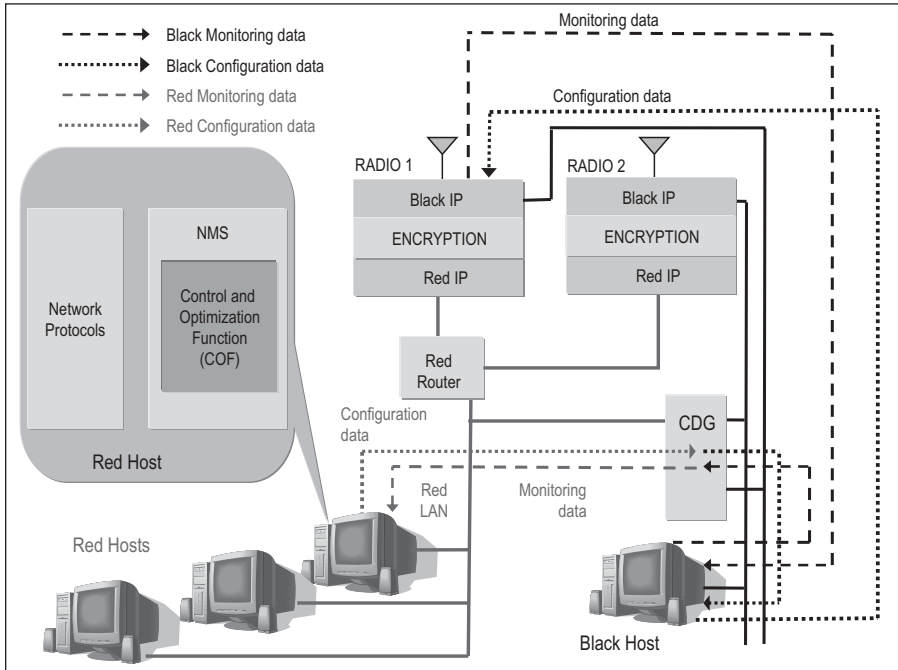 Monitoring data
Black Monitoring data
Black Configuration data
Red Monitoring data
Red Configuration data
Configuration data
RADIO 1
RADIO 2
Black IP
ENCRYPTION
Red IP
Black IP
ENCRYPTION
Red IP
NMS
Network
Protocols
Control and
Optimization
Function
(COF)
Red Host
Red
Router
Configuration
data
CDG
Red
LAN
Monitoring
data
Red Hosts
Black Host